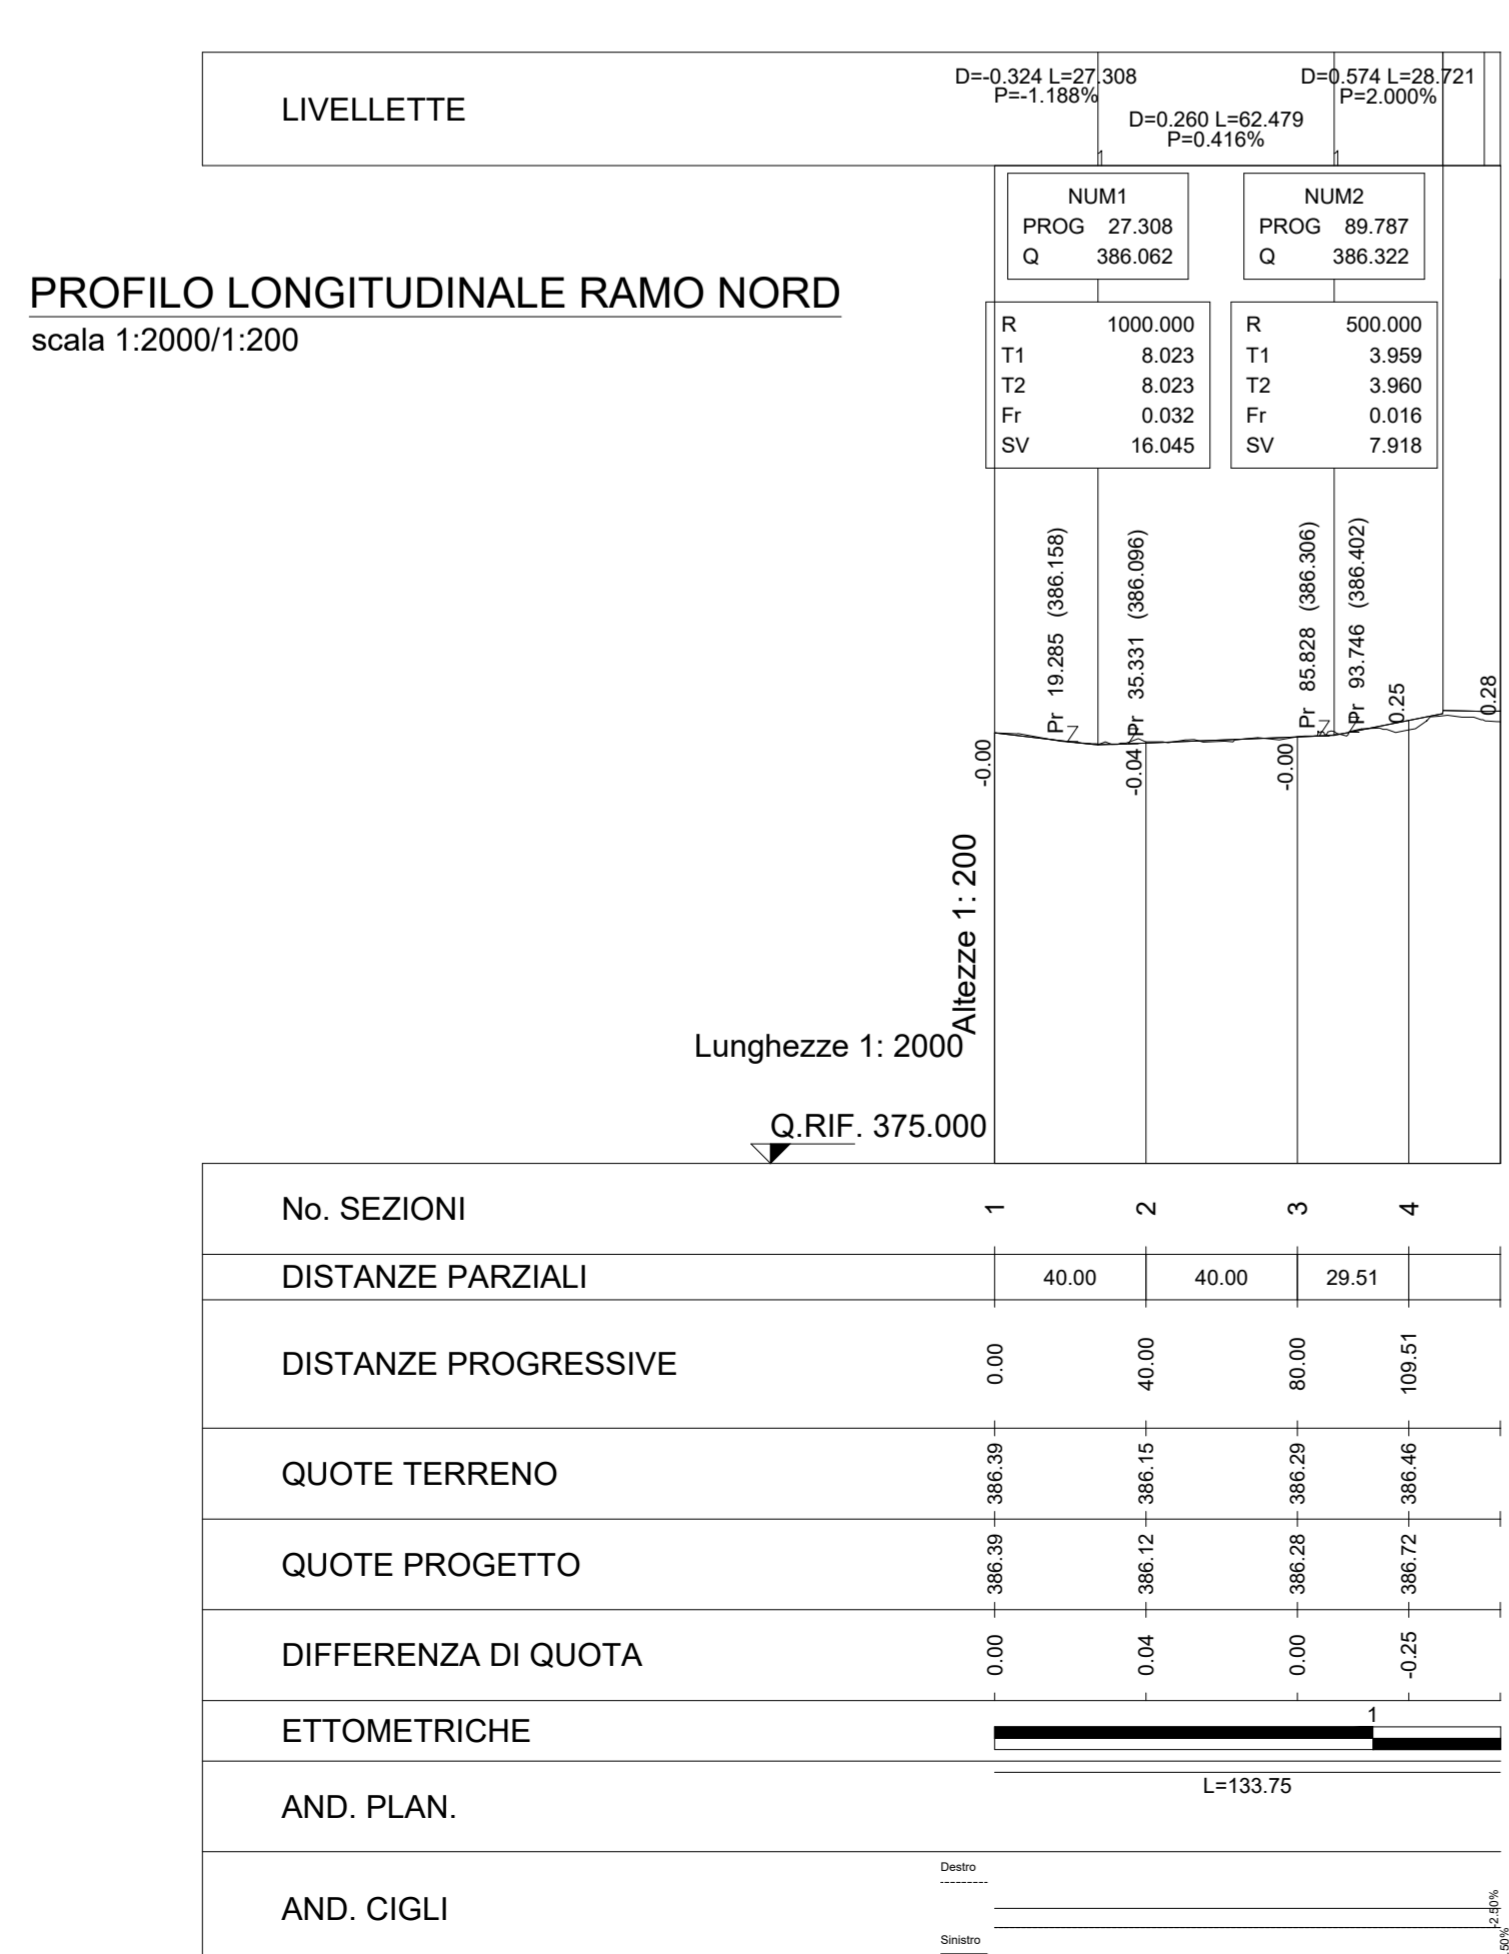 LIVELLETTE
D=-0.324 L=27.308
P=-1.188%
D=0.260 L=62.479
P=0.416%
D=0.574 L=28.721
P=2.000%
NUM1
PROG 27.308
Q 386.062
NUM2
PROG 89.787
Q 386.322
PROFILO LONGITUDINALE RAMO NORD
scala 1:2000/1:200
R 1000.000
T1 8.023
T2 8.023
Fr 0.032
SV 16.045
R 500.000
T1 3.959
T2 3.960
Fr 0.016
SV 7.918
Pr 19.285 (386.158)
Pr 35.331 (386.096)
Pr 85.828 (386.306)
Pr 93.746 (386.402)
-0.00
-0.04
-0.00
0.25
0.28
Altezze 1: 200
Lunghezze 1: 2000
Q.RIF. 375.000
No. SEZIONI 1 2 3 4
DISTANZE PARZIALI 40.00 40.00 29.51
DISTANZE PROGRESSIVE 0.00 40.00 80.00 109.51
QUOTE TERRENO 386.39 386.15 386.29 386.46
QUOTE PROGETTO 386.39 386.12 386.28 386.72
DIFFERENZA DI QUOTA 0.00 0.04 0.00 -0.25
ETTOMETRICHE 1
AND. PLAN. L=133.75
AND. CIGLI
Destro
Sinistro
-2.50%